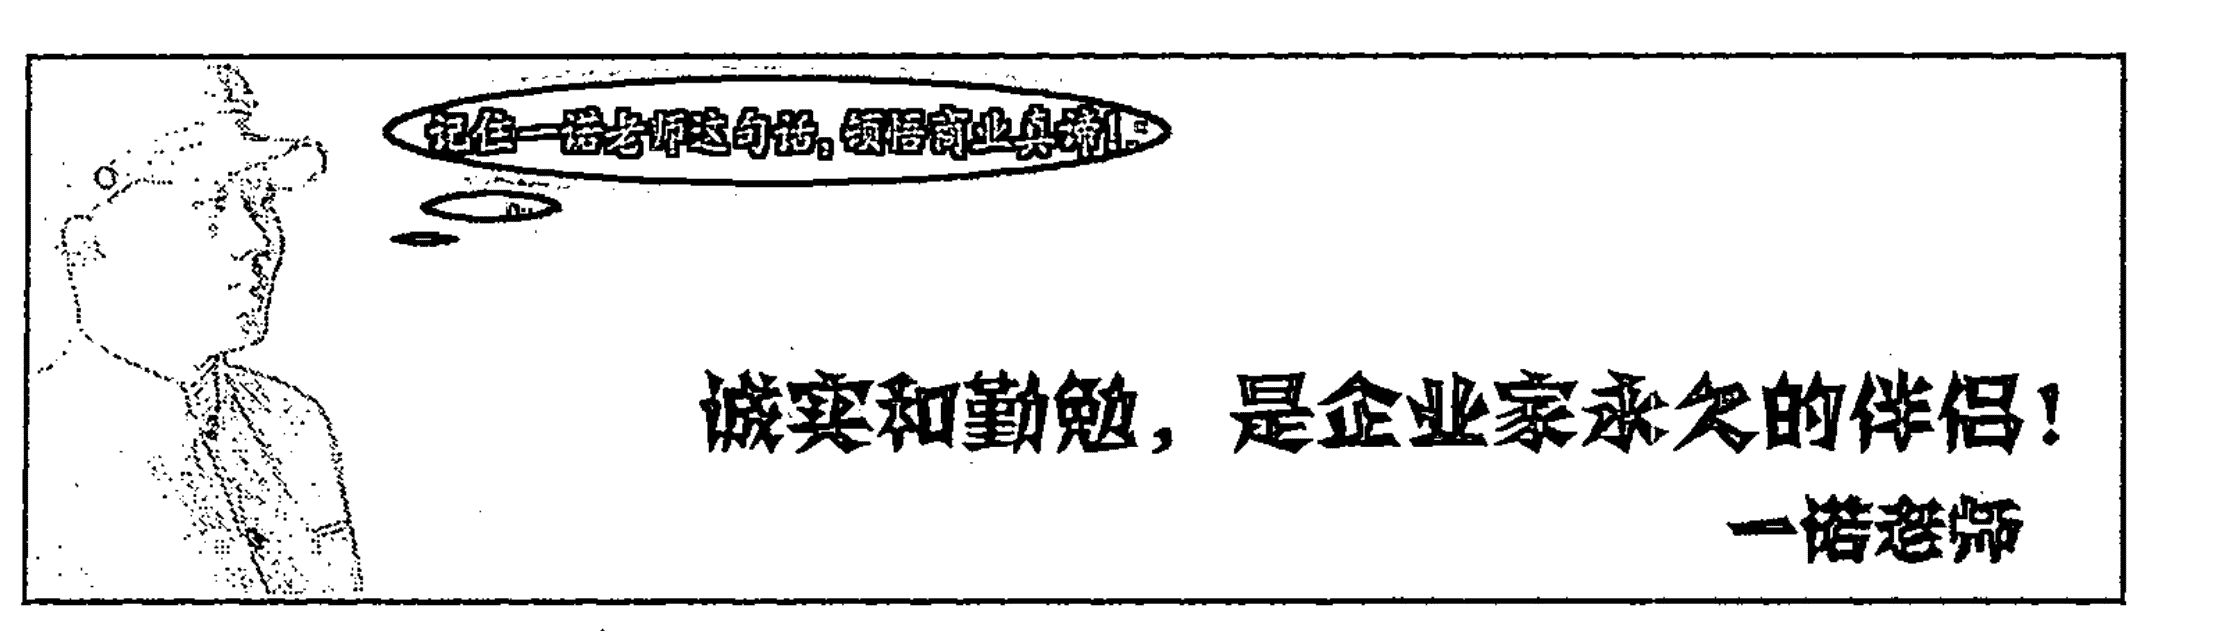 记住一诺老师这句话,领悟商业真谛!
诚实和勤勉，是企业家永久的伴侣！
一诺老师